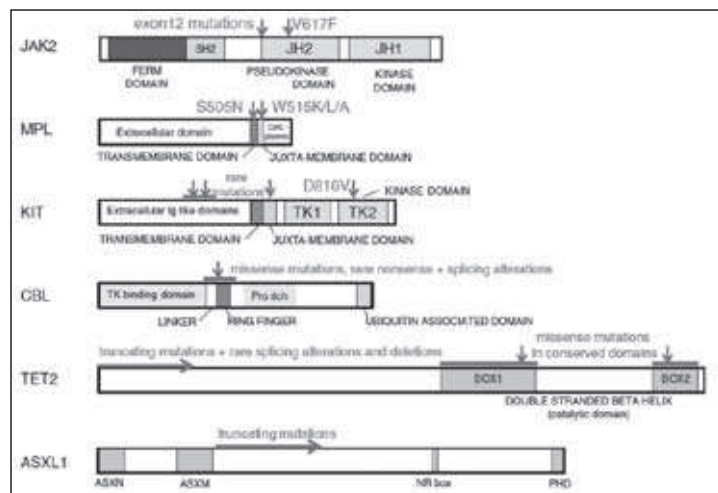 exon12 mutations V617F
JAK2
SH2 JH2 JH1
FERM DOMAIN
PSEUDOKINASE DOMAIN
KINASE DOMAIN
S505N W515K/L/A
MPL
Extracellular domain
TRANSMEMBRANE DOMAIN JUXTA-MEMBRANE DOMAIN
rare mutations
D816V
KINASE DOMAIN
KIT
Extracellular Ig like domains TK1 TK2
TRANSMEMBRANE DOMAIN JUXTA-MEMBRANE DOMAIN
missense mutations, rare nonsense + splicing alterations
CBL
TK binding domain Pro rich
LINKER RING FINGER UBIQUITIN ASSOCIATED DOMAIN
truncating mutations + rare splicing alterations and deletions
missense mutations
in conserved domains
TET2
BOX1 BOX2
DOUBLE STRANDED BETA HELIX
(catalytic domain)
truncating mutations
ASXL1
ASXN ASXM NR box PHD